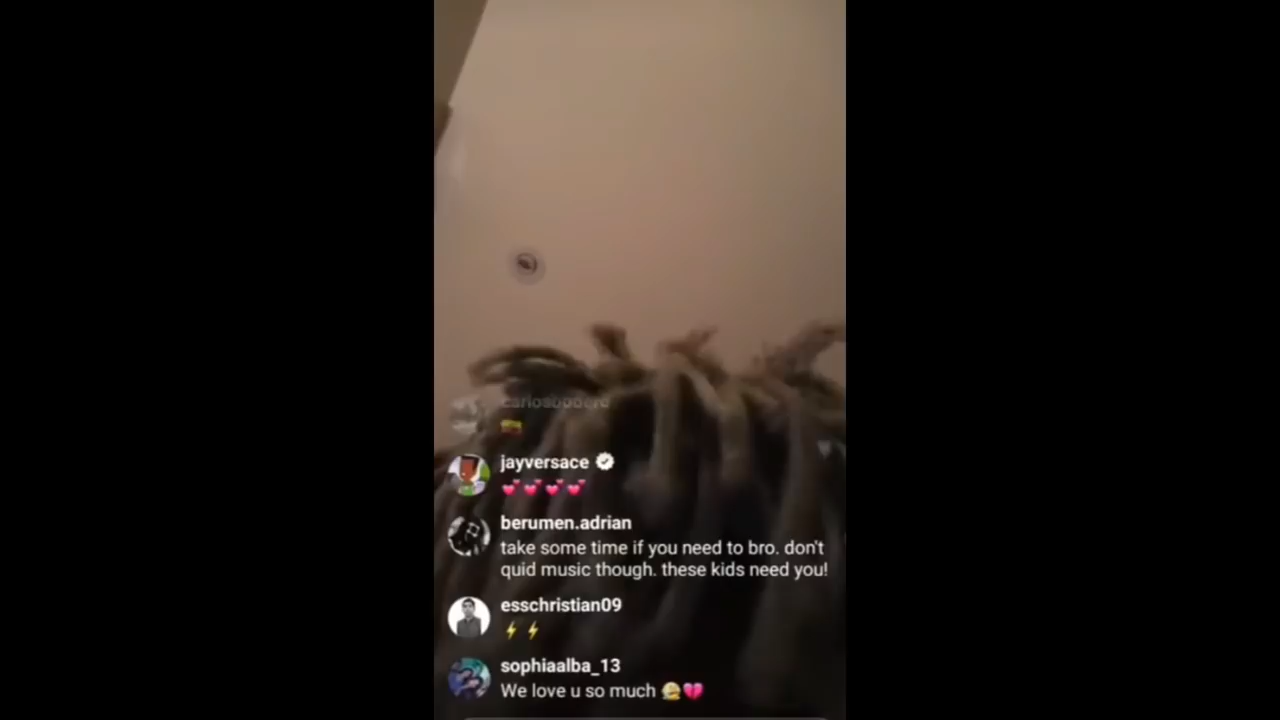 jayversace
💕💕💕💕
berumen.adrian
take some time if you need to bro. don't
quid music though. these kids need you!
esschristian09
⚡⚡
sophiaalba_13
We love u so much 🤕💔